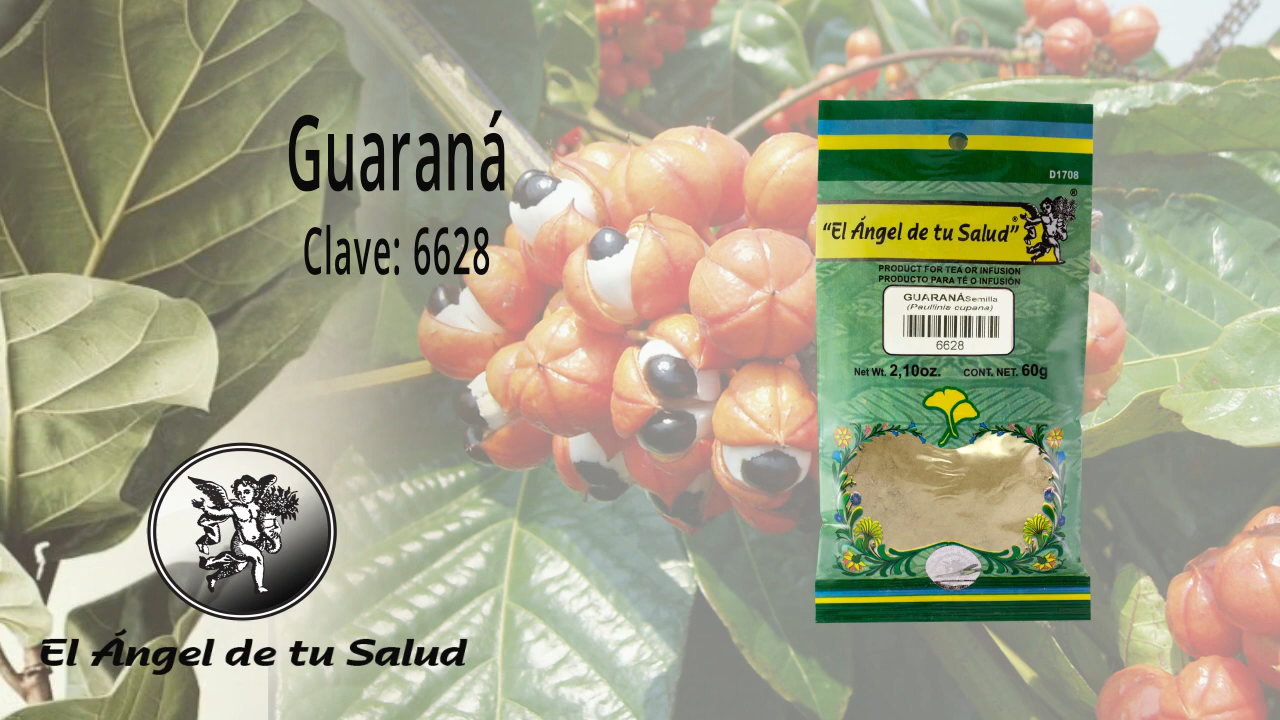 Guaraná
Clave: 6628
El Ángel de tu Salud
D1708
®
“El Ángel de tu Salud”®
PRODUCT FOR TEA OR INFUSION
PRODUCTO PARA TÉ O INFUSIÓN
GUARANÁ Semilla
(Paullinia cupana)
6628
Net Wt. 2,10oz. CONT. NET. 60g